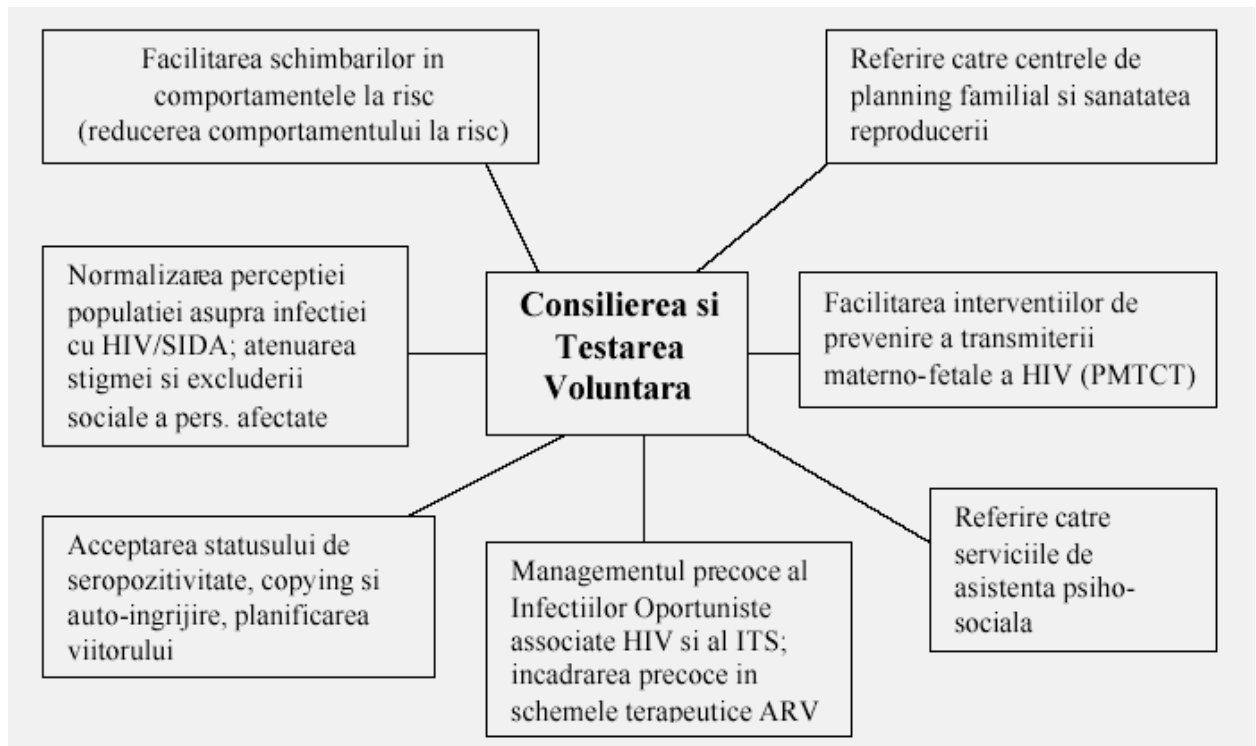 Facilitarea schimbarilor in
comportamentele la risc
(reducerea comportamentului la risc)
Referire catre centrele de
planning familial si sanatatea
reproducerii
Normalizarea perceptiei
populatiei asupra infectiei
cu HIV/SIDA; atenuarea
stigmei si excluderii
sociale a pers. afectate
Consilierea si
Testarea
Voluntara
Facilitarea interventiilor de
prevenire a transmiterii
materno-fetale a HIV (PMTCT)
Acceptarea statusului de
seropozitivitate, copying si
auto-ingrijire, planificarea
viitorului
Managementul precoce al
Infectiilor Oportuniste
associate HIV si al ITS;
incadrarea precoce in
schemele terapeutice ARV
Referire catre
serviciile de
asistenta psiho-
sociala